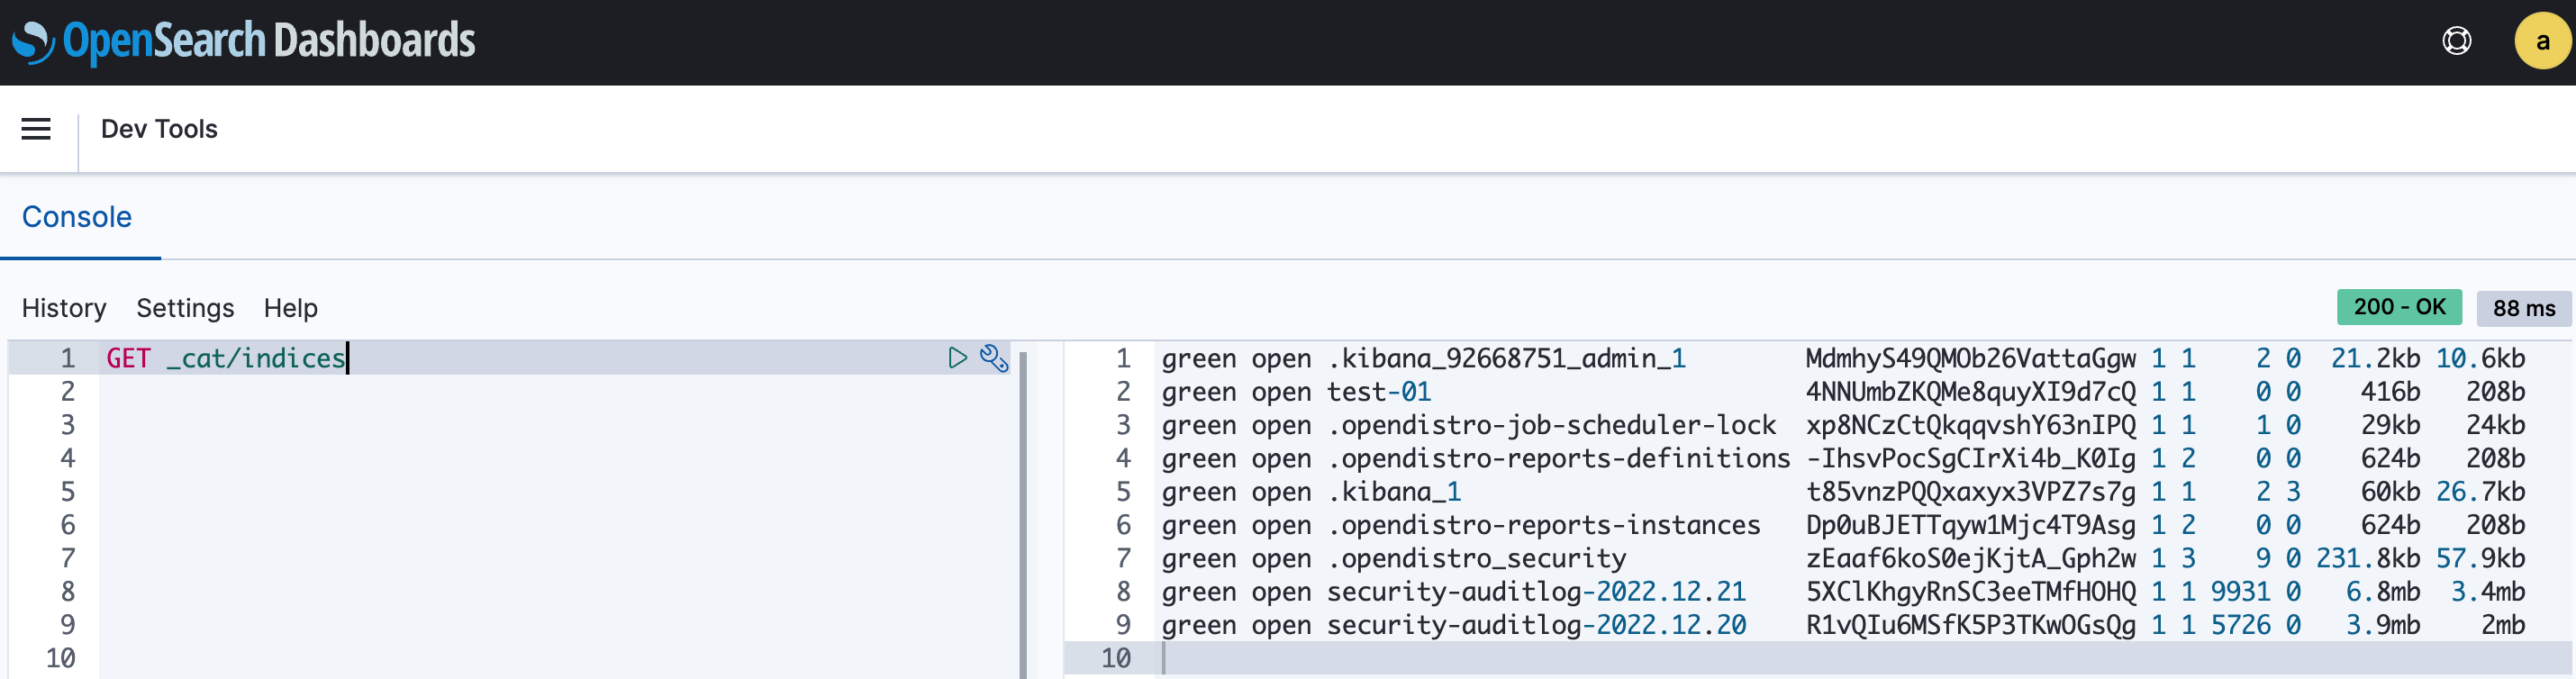 OpenSearch Dashboards
a
Dev Tools
Console
History Settings Help
200 - OK 88 ms
1 GET _cat/indices
2
3
4
5
6
7
8
9
10
1 green open .kibana_92668751_admin_1 MdmhyS49QMOb26VattaGgw 1 1 2 0 21.2kb 10.6kb
2 green open test-01 4NNUmbZKQMe8quyXI9d7cQ 1 1 0 0 416b 208b
3 green open .opendistro-job-scheduler-lock xp8NCzCtQkqqvshY63nIPQ 1 1 1 0 29kb 24kb
4 green open .opendistro-reports-definitions -IhsvPocSgCIrXi4b_K0Ig 1 2 0 0 624b 208b
5 green open .kibana_1 t85vnzPQQxaxyx3VPZ7s7g 1 1 2 3 60kb 26.7kb
6 green open .opendistro-reports-instances Dp0uBJETTqyw1Mjc4T9Asg 1 2 0 0 624b 208b
7 green open .opendistro_security zEaaf6koS0ejKjtA_Gph2w 1 3 9 0 231.8kb 57.9kb
8 green open security-auditlog-2022.12.21 5XClKhgyRnSC3eeTMfHOHQ 1 1 9931 0 6.8mb 3.4mb
9 green open security-auditlog-2022.12.20 R1vQIu6MSfK5P3TKwOGsQg 1 1 5726 0 3.9mb 2mb
10